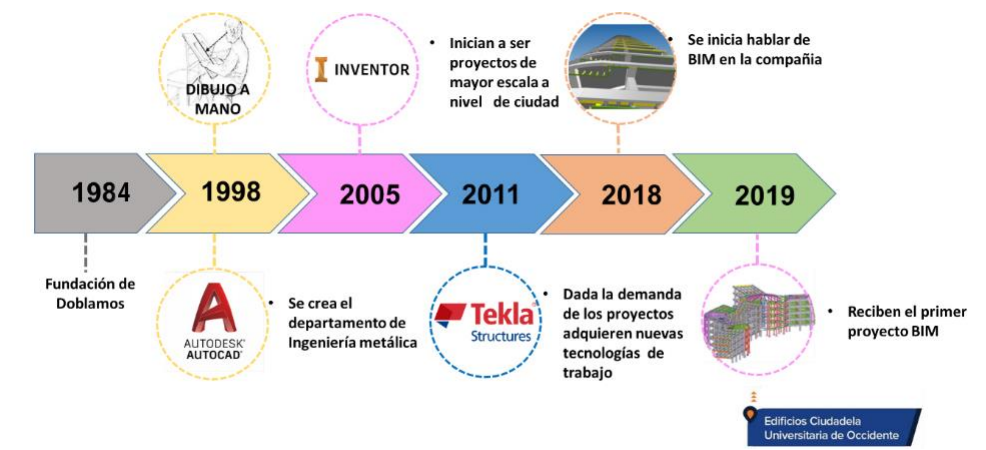 DIBUJO A
MANO
INVENTOR
• Inician a ser
proyectos de
mayor escala a
nivel de ciudad
• Se inicia hablar de
BIM en la compañia
1984
1998
2005
2011
2018
2019
Fundación de
Doblamos
AUTODESK®
AUTOCAD®
• Se crea el
departamento de
Ingeniería metálica
Tekla
Structures
• Dada la demanda
de los proyectos
adquieren nuevas
tecnologías de
trabajo
• Reciben el primer
proyecto BIM
Edificios Ciudadela
Universitaria de Occidente